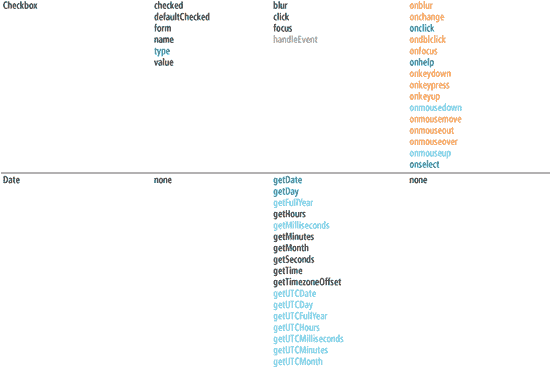 Checkbox checked blur onblur
defaultChecked click onchange
form focus onclick
name handleEvent ondblclick
type onfocus
value onhelp
onkeydown
onkeypress
onkeyup
onmousedown
onmousemove
onmouseout
onmouseover
onmouseup
onselect
Date none getDate none
getDay
getFullYear
getHours
getMilliseconds
getMinutes
getMonth
getSeconds
getTime
getTimezoneOffset
getUTCDate
getUTCDay
getUTCFullYear
getUTCHours
getUTCMilliseconds
getUTCMinutes
getUTCMonth